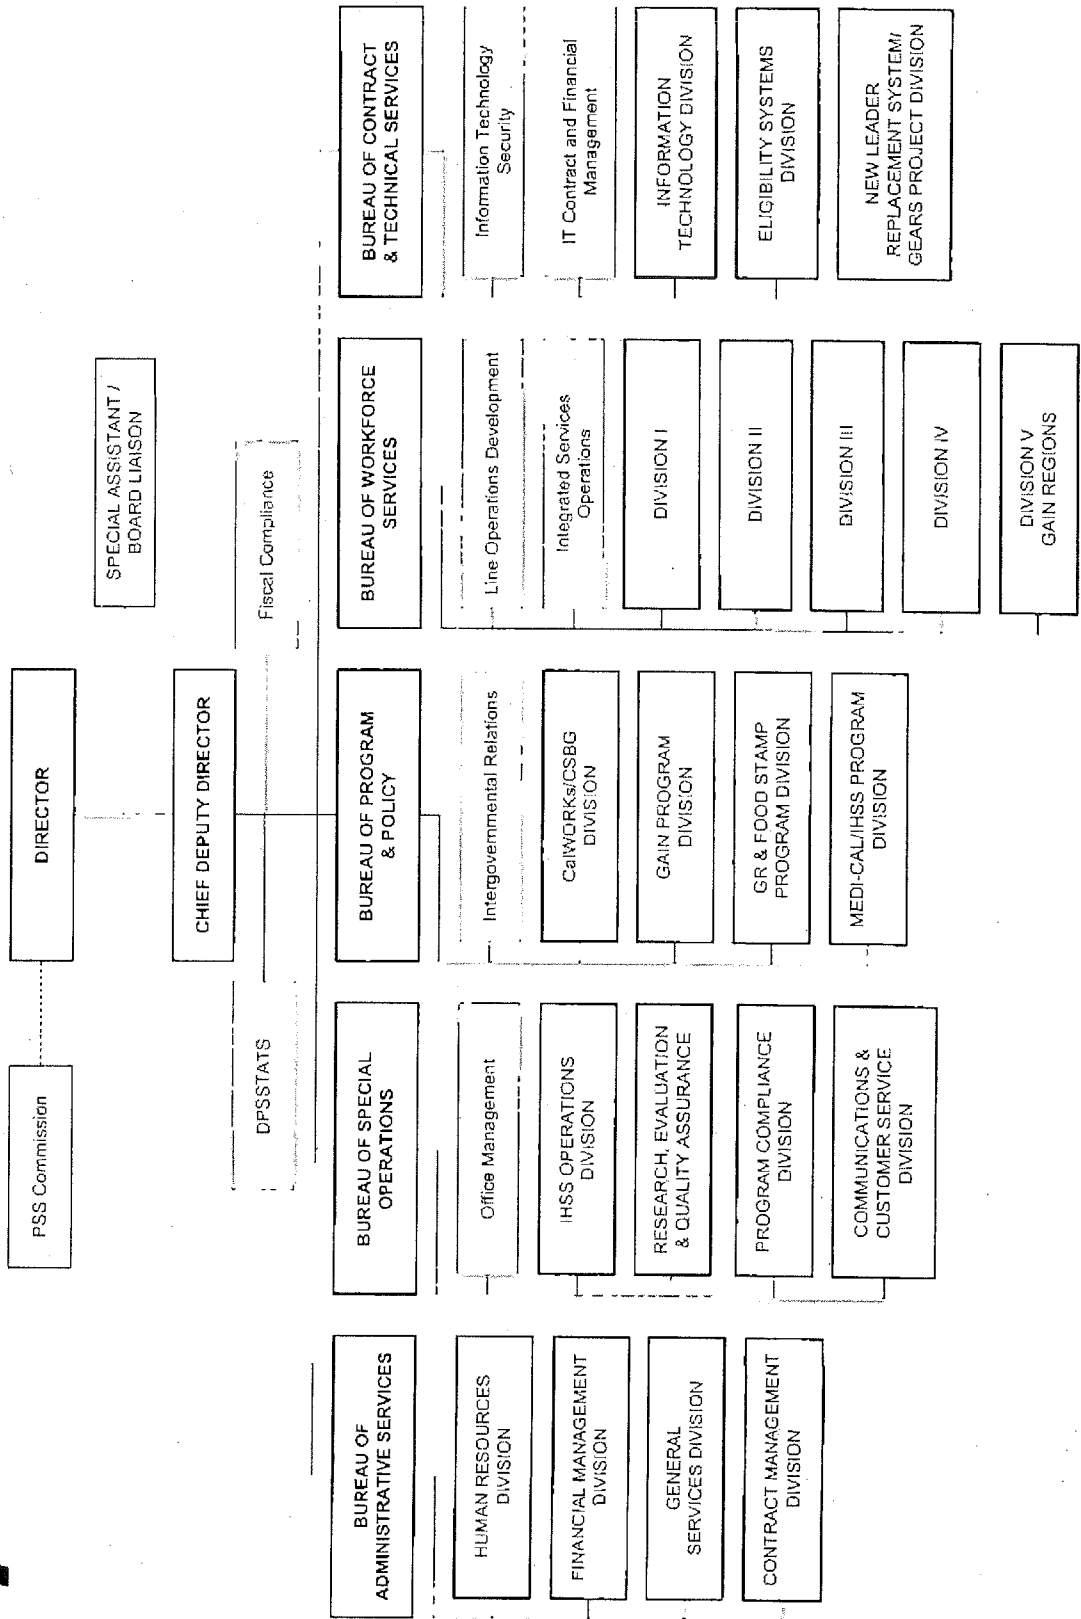 PSS Commission
DIRECTOR
SPECIAL ASSISTANT /
BOARD LIAISON
CHIEF DEPUTY DIRECTOR
DPSSTATS
Fiscal Compliance
BUREAU OF
ADMINISTRATIVE SERVICES
HUMAN RESOURCES
DIVISION
FINANCIAL MANAGEMENT
DIVISION
GENERAL
SERVICES DIVISION
CONTRACT MANAGEMENT
DIVISION
BUREAU OF SPECIAL
OPERATIONS
Office Management
IHSS OPERATIONS
DIVISION
RESEARCH, EVALUATION
& QUALITY ASSURANCE
PROGRAM COMPLIANCE
DIVISION
COMMUNICATIONS &
CUSTOMER SERVICE
DIVISION
BUREAU OF PROGRAM
& POLICY
Intergovernmental Relations
CalWORKs/CSBG
DIVISION
GAIN PROGRAM
DIVISION
GR & FOOD STAMP
PROGRAM DIVISION
MEDI-CAL/IHSS PROGRAM
DIVISION
BUREAU OF WORKFORCE
SERVICES
Line Operations Development
Integrated Services
Operations
DIVISION I
DIVISION II
DIVISION III
DIVISION IV
DIVISION V
GAIN REGIONS
BUREAU OF CONTRACT
& TECHNICAL SERVICES
Information Technology
Security
IT Contract and Financial
Management
INFORMATION
TECHNOLOGY DIVISION
ELIGIBILITY SYSTEMS
DIVISION
NEW LEADER
REPLACEMENT SYSTEM/
GEARS PROJECT DIVISION